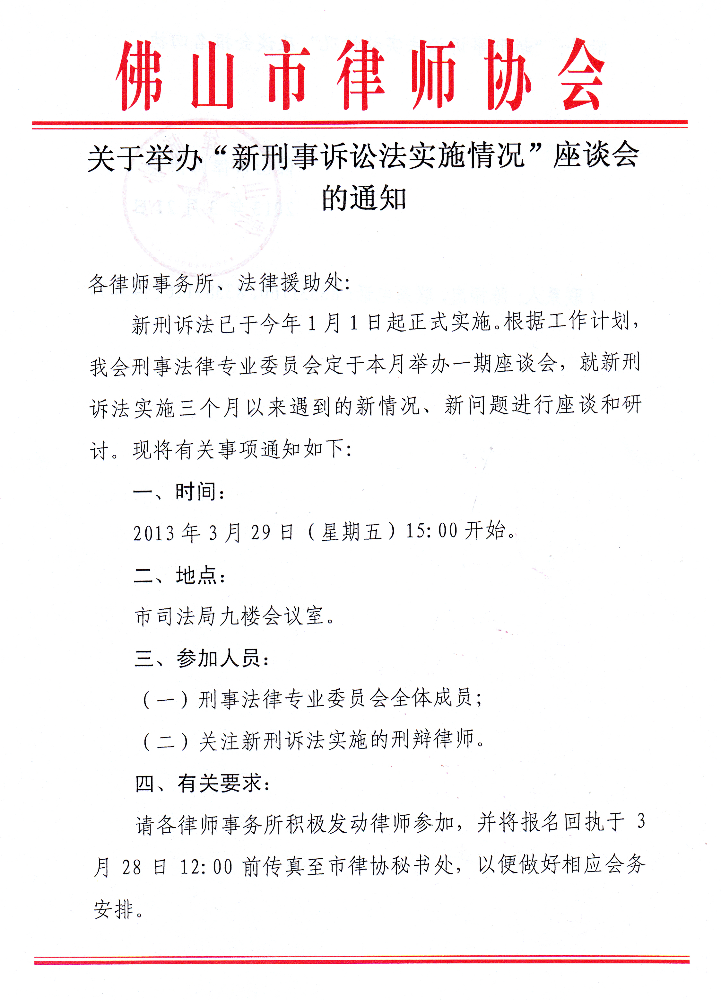 佛山市律师协会
关于举办“新刑事诉讼法实施情况”座谈会
的通知
各律师事务所、法律援助处：
新刑诉法已于今年1月1日起正式实施。根据工作计划，
我会刑事法律专业委员会定于本月举办一期座谈会，就新刑
诉法实施三个月以来遇到的新情况、新问题进行座谈和研
讨。现将有关事项通知如下：
一、时间：
2013年3月29日（星期五）15:00开始。
二、地点：
市司法局九楼会议室。
三、参加人员：
（一）刑事法律专业委员会全体成员；
（二）关注新刑诉法实施的刑辩律师。
四、有关要求：
请各律师事务所积极发动律师参加，并将报名回执于 3
月 28 日 12:00 前传真至市律协秘书处，以便做好相应会务
安排。